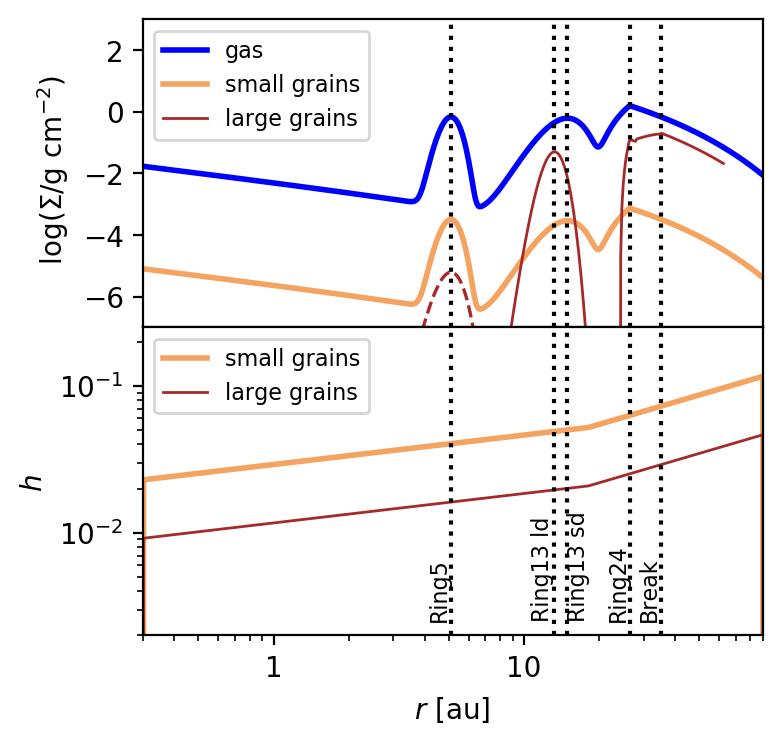 2
0
−2
−4
−6
log(Σ/g cm⁻²)
gas
small grains
large grains
10⁻¹
10⁻²
h
small grains
large grains
Ring5
Ring13 ld
Ring13 sd
Ring24
Break
1
10
r [au]